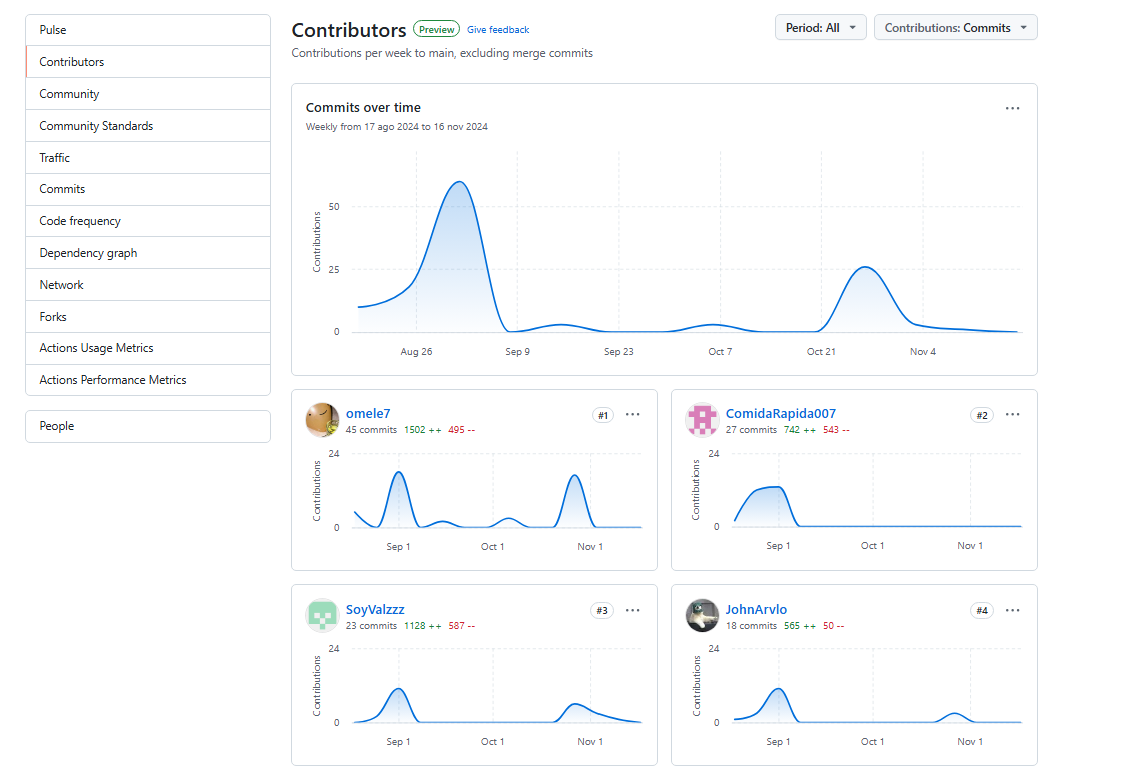 Pulse
Contributors
Community
Community Standards
Traffic
Commits
Code frequency
Dependency graph
Network
Forks
Actions Usage Metrics
Actions Performance Metrics
People
Contributors Preview Give feedback
Period: All Contributions: Commits
Contributions per week to main, excluding merge commits
Commits over time
Weekly from 17 ago 2024 to 16 nov 2024
Contributions
50
25
0
Aug 26 Sep 9 Sep 23 Oct 7 Oct 21 Nov 4
omele7 #1
45 commits 1502 ++ 495 --
Contributions
24
0
Sep 1 Oct 1 Nov 1
ComidaRapida007 #2
27 commits 742 ++ 543 --
Contributions
24
0
Sep 1 Oct 1 Nov 1
SoyValzzz #3
23 commits 1128 ++ 587 --
Contributions
24
0
Sep 1 Oct 1 Nov 1
JohnArvlo #4
18 commits 565 ++ 50 --
Contributions
24
0
Sep 1 Oct 1 Nov 1